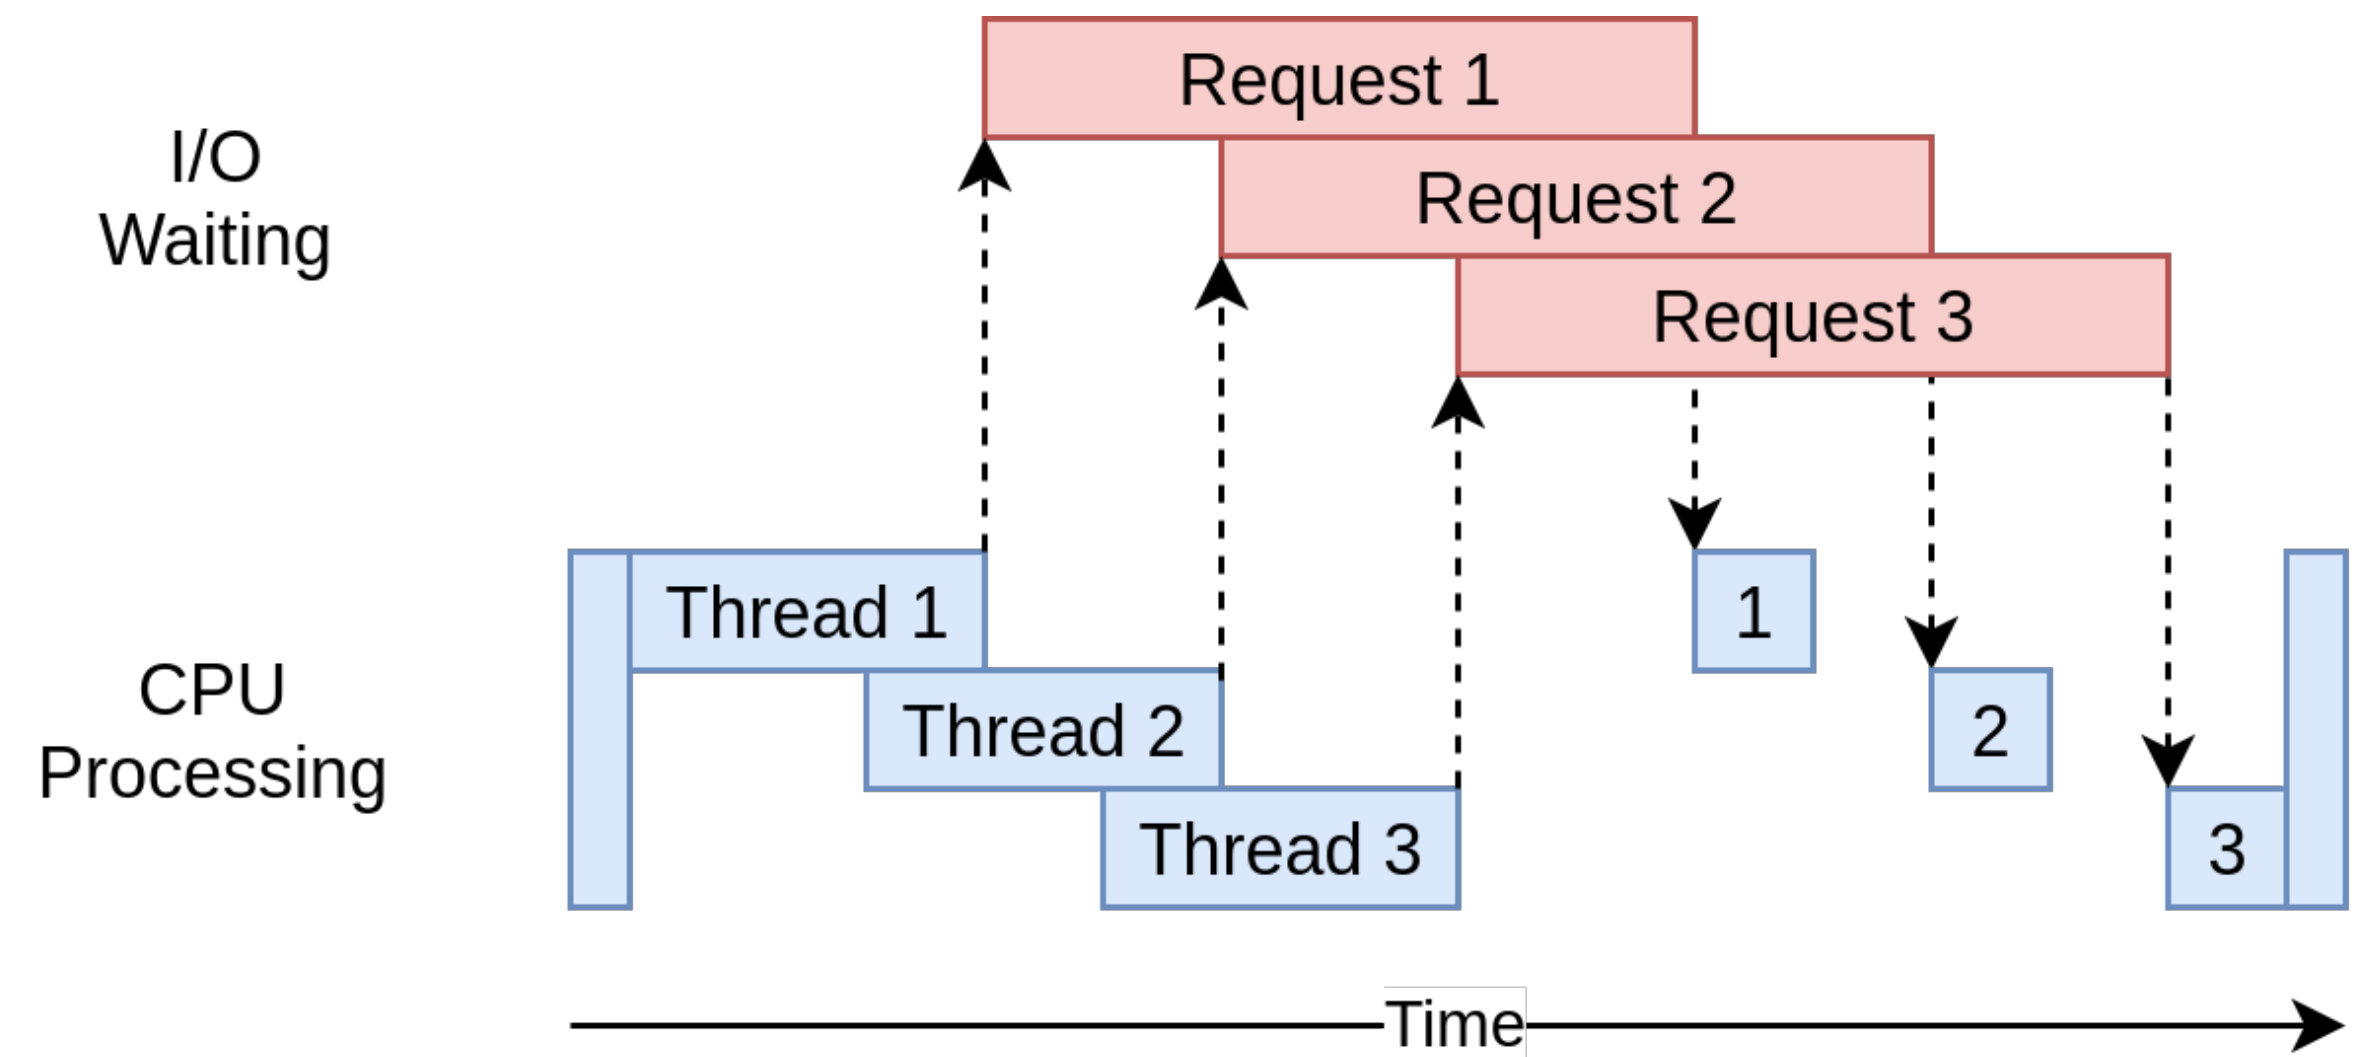 Request 1
I/O
Waiting
Request 2
Request 3
Thread 1
1
CPU
Processing
Thread 2
2
Thread 3
3
Time